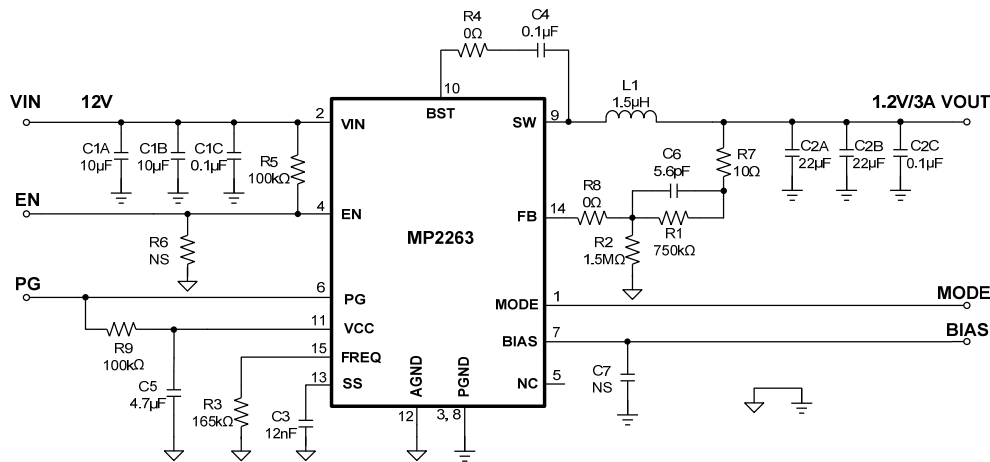 R4
0Ω
C4
0.1µF
10
BST
VIN 12V
2
VIN
SW
9
L1
1.5µH
1.2V/3A VOUT
C1A
10µF
C1B
10µF
C1C
0.1µF
R5
100kΩ
C6
5.6pF
R7
10Ω
C2A
22µF
C2B
22µF
C2C
0.1µF
EN
4
EN
R8
0Ω
FB
14
MP2263
R6
NS
R2
1.5MΩ
R1
750kΩ
PG
6
PG
MODE
1
MODE
11
VCC
BIAS
7
BIAS
R9
100kΩ
15
FREQ
13
SS
AGND
PGND
NC
5
C7
NS
C5
4.7µF
R3
165kΩ
C3
12nF
12
3, 8